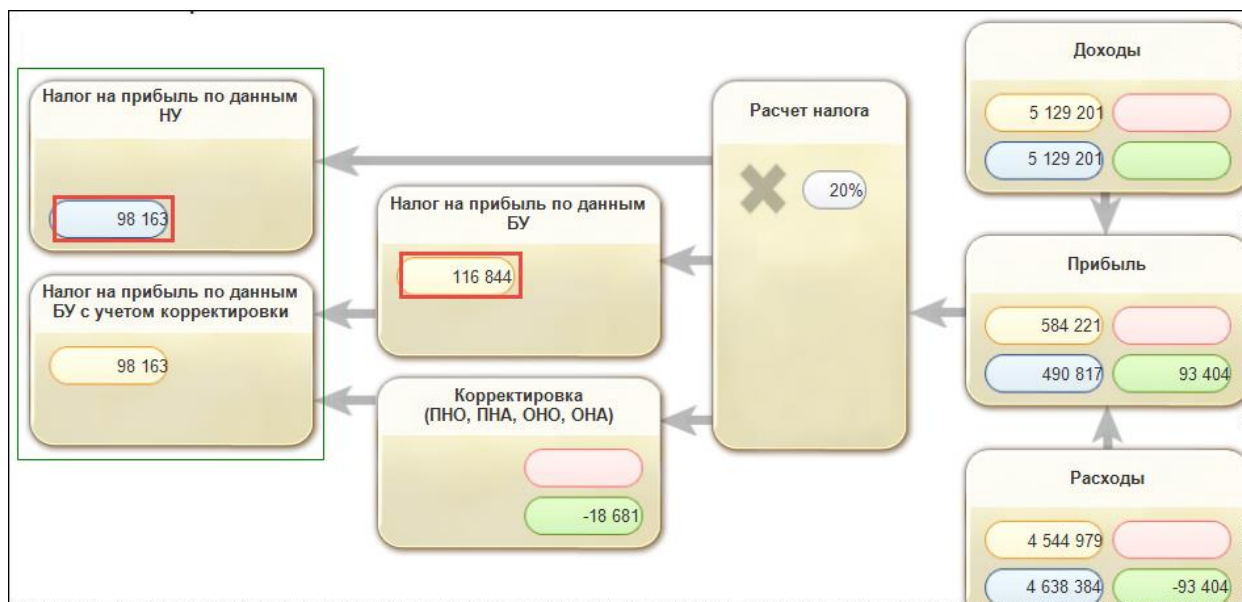 Доходы
5 129 201
5 129 201
Налог на прибыль по данным
НУ
98 163
Расчет налога
20%
Налог на прибыль по данным
БУ
116 844
Прибыль
584 221
490 817 93 404
Налог на прибыль по данным
БУ с учетом корректировки
98 163
Корректировка
(ПНО, ПНА, ОНО, ОНА)
-18 681
Расходы
4 544 979
4 638 384 -93 404